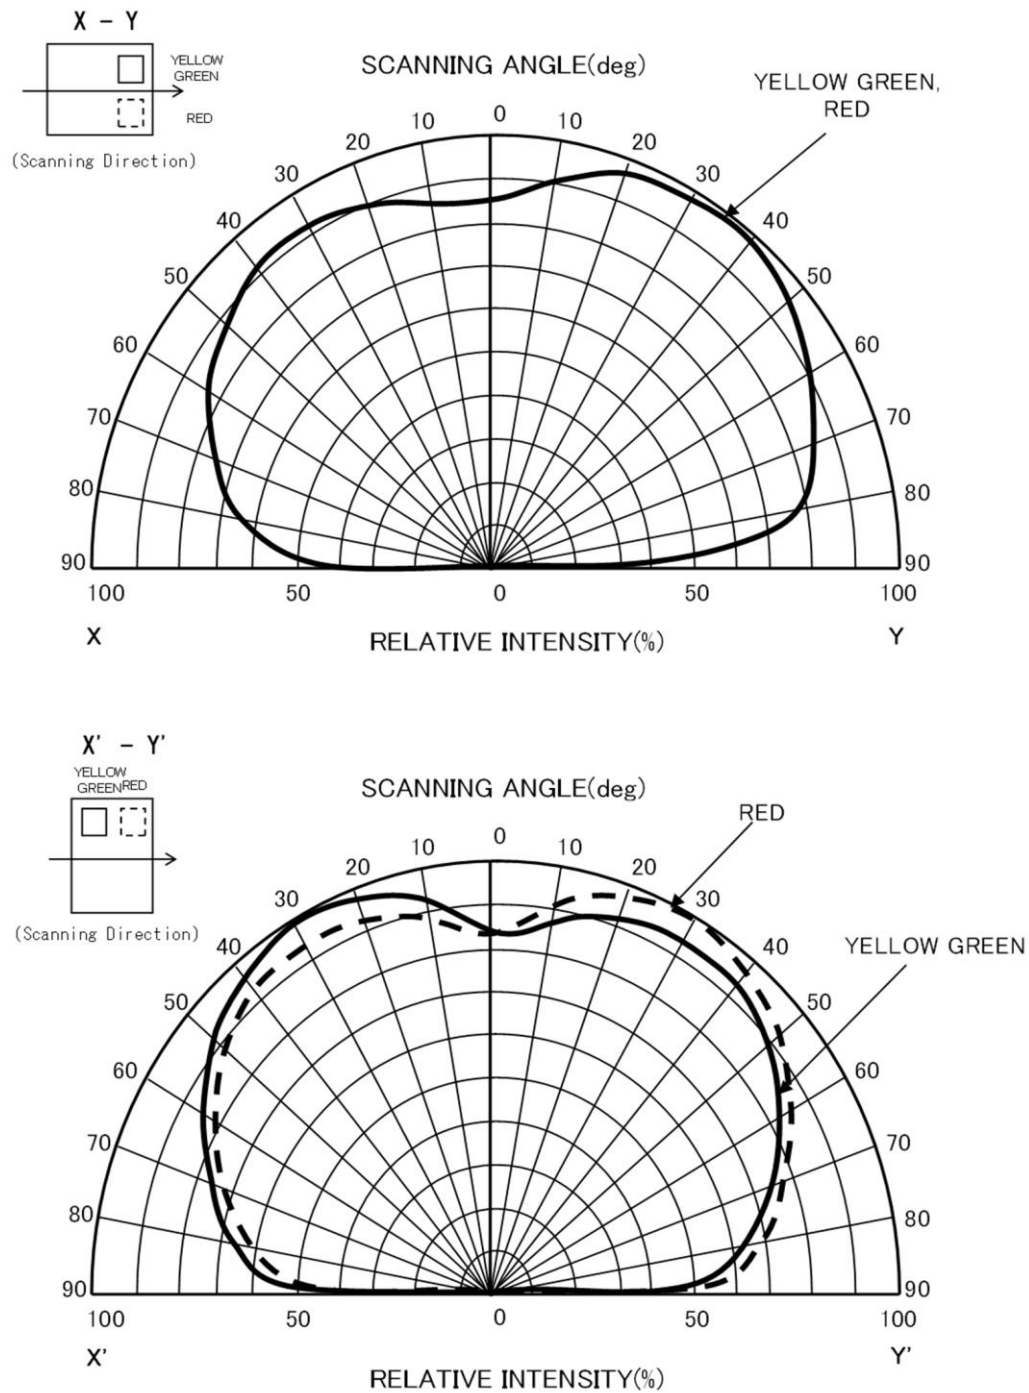 X - Y
YELLOW
GREEN
RED
(Scanning Direction)
SCANNING ANGLE(deg)
YELLOW GREEN,
RED
0
10 10
20 20
30 30
40 40
50 50
60 60
70 70
80 80
90 90
100 50 0 50 100
X Y
RELATIVE INTENSITY(%)
X' - Y'
YELLOW
GREEN RED
(Scanning Direction)
SCANNING ANGLE(deg)
RED
YELLOW GREEN
0
10 10
20 20
30 30
40 40
50 50
60 60
70 70
80 80
90 90
100 50 0 50 100
X' Y'
RELATIVE INTENSITY(%)